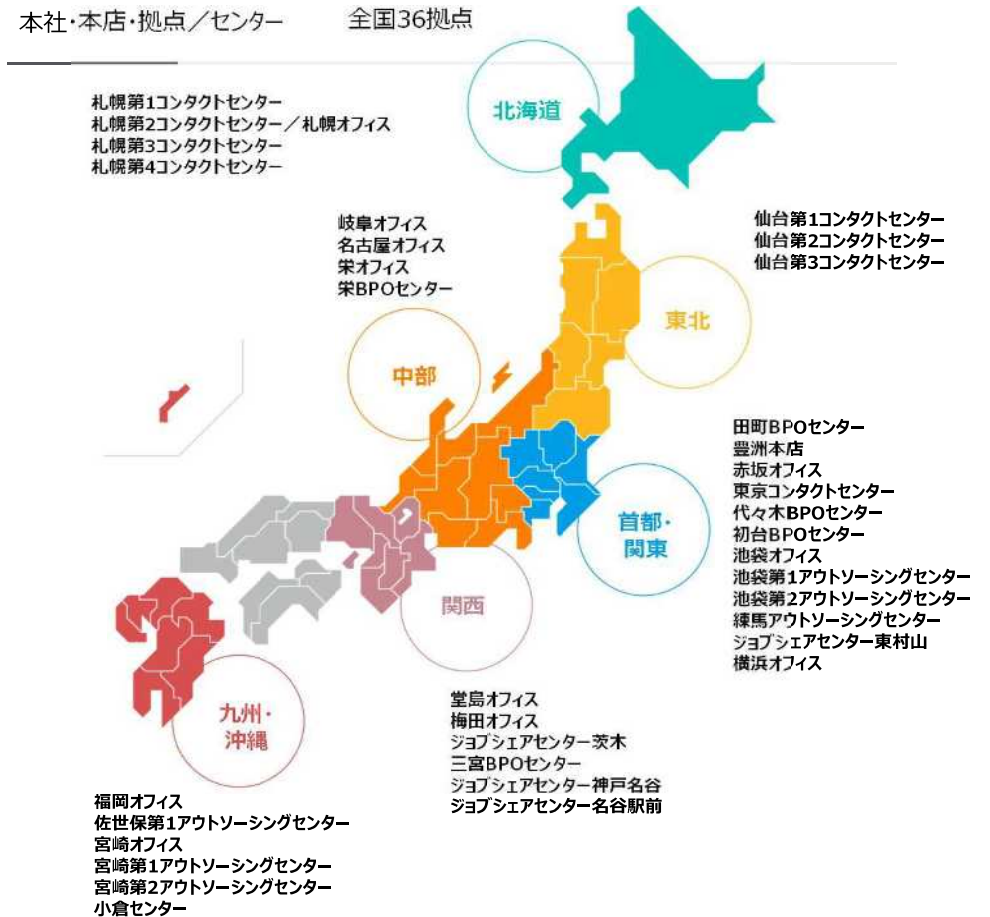 本社・本店・拠点／センター 全国36拠点
北海道
札幌第1コンタクトセンター
札幌第2コンタクトセンター／札幌オフィス
札幌第3コンタクトセンター
札幌第4コンタクトセンター
仙台第1コンタクトセンター
仙台第2コンタクトセンター
仙台第3コンタクトセンター
東北
岐阜オフィス
名古屋オフィス
栄オフィス
栄BPOセンター
中部
田町BPOセンター
豊洲本店
赤坂オフィス
東京コンタクトセンター
代々木BPOセンター
初台BPOセンター
池袋オフィス
池袋第1アウトソーシングセンター
池袋第2アウトソーシングセンター
練馬アウトソーシングセンター
ジョブシェアセンター東村山
横浜オフィス
首都・
関東
関西
堂島オフィス
梅田オフィス
ジョブシェアセンター茨木
三宮BPOセンター
ジョブシェアセンター神戸名谷
ジョブシェアセンター名谷駅前
九州・
沖縄
福岡オフィス
佐世保第1アウトソーシングセンター
宮崎オフィス
宮崎第1アウトソーシングセンター
宮崎第2アウトソーシングセンター
小倉センター